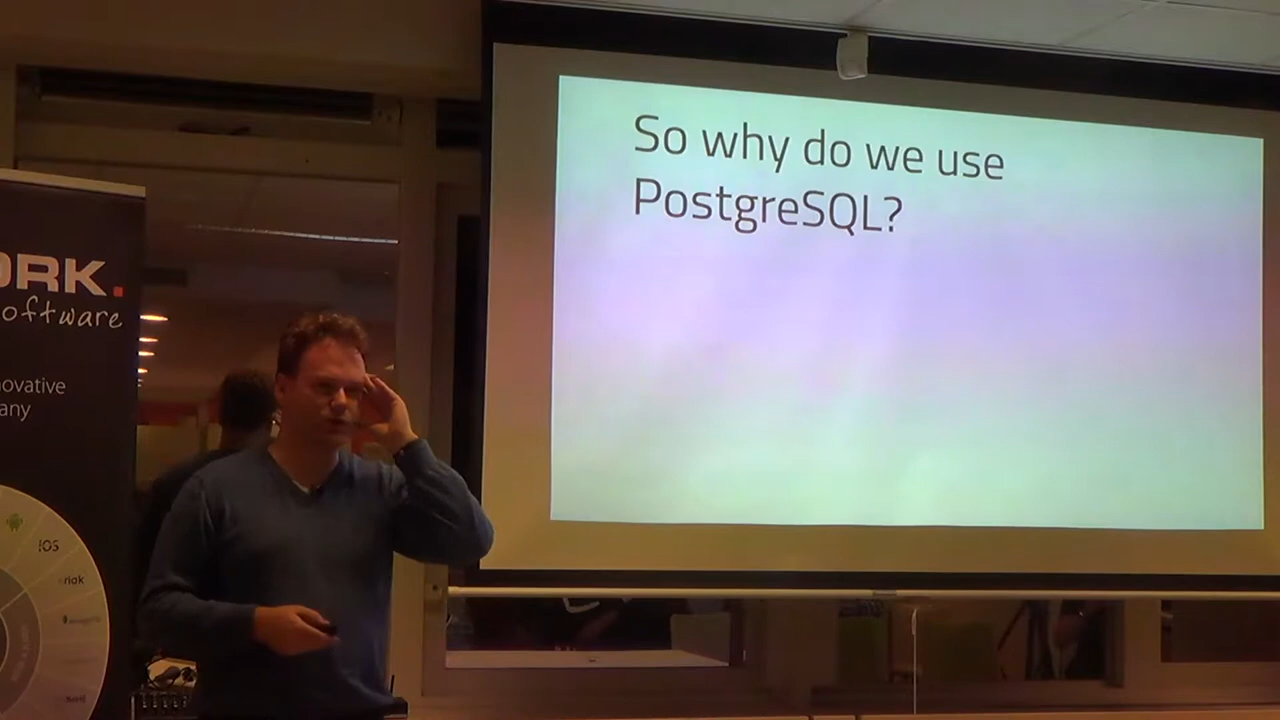 So why do we use
PostgreSQL?
ORK.
oftware
novative
any
iOS
riak